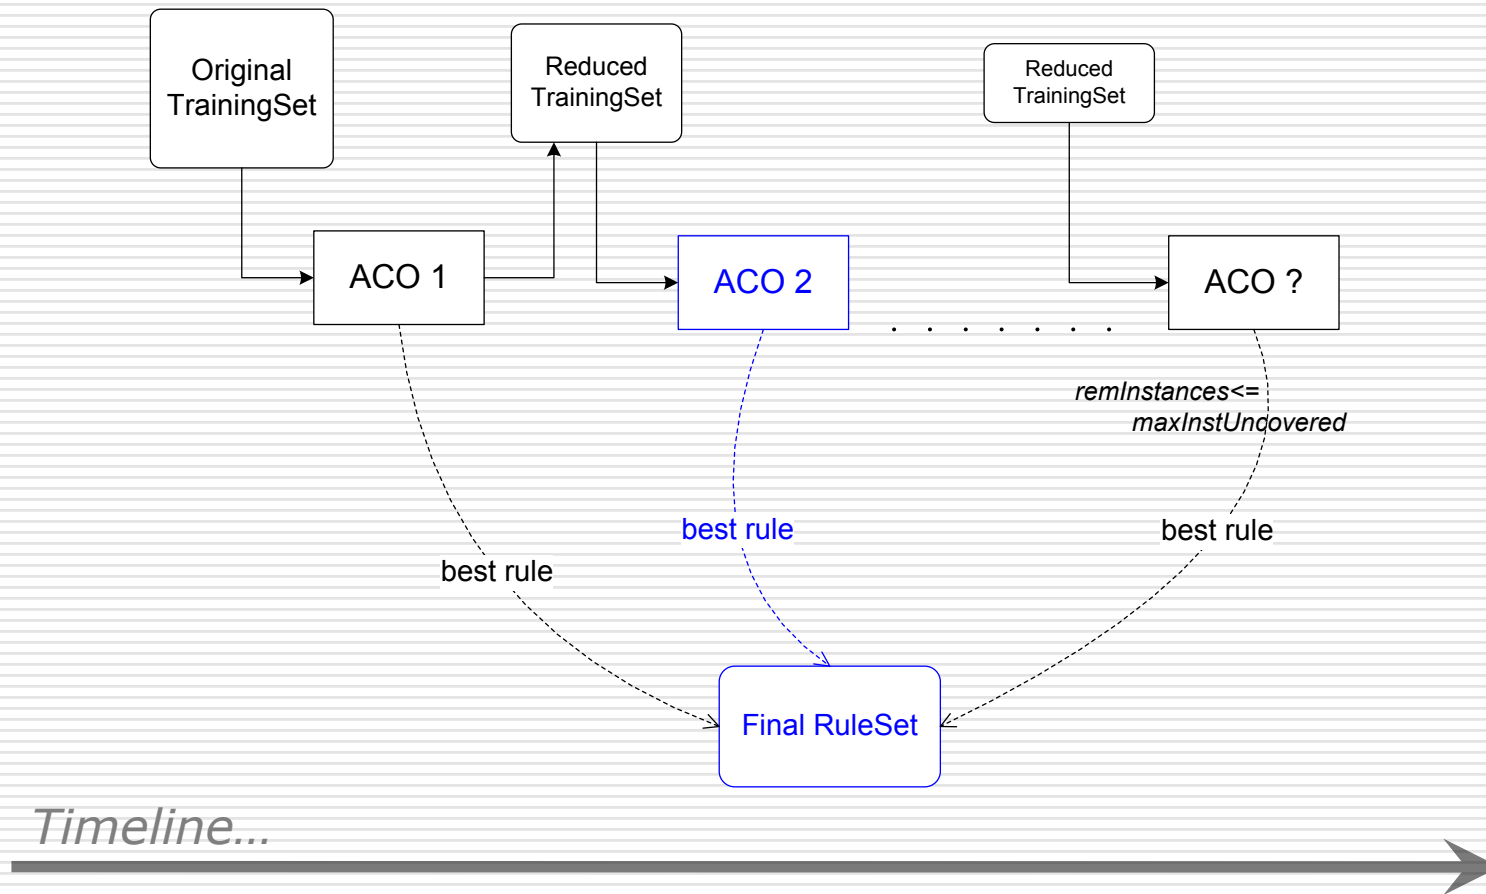 Original
TrainingSet
Reduced
TrainingSet
Reduced
TrainingSet
ACO 1
ACO 2
. . . . . . .
ACO ?
remInstances<=
maxInstUncovered
best rule
best rule
best rule
Final RuleSet
Timeline...